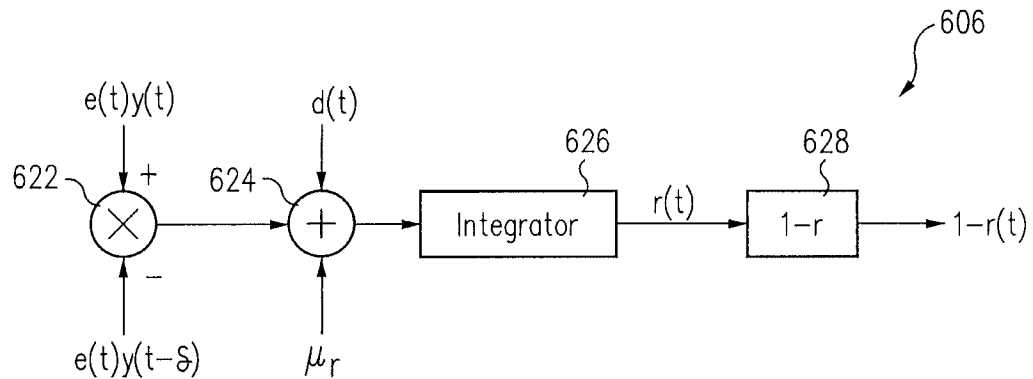 606
e(t)y(t)
d(t)
626
628
622
+
624
×
+
Integrator
r(t)
1-r
1-r(t)
−
e(t)y(t-δ)
μr